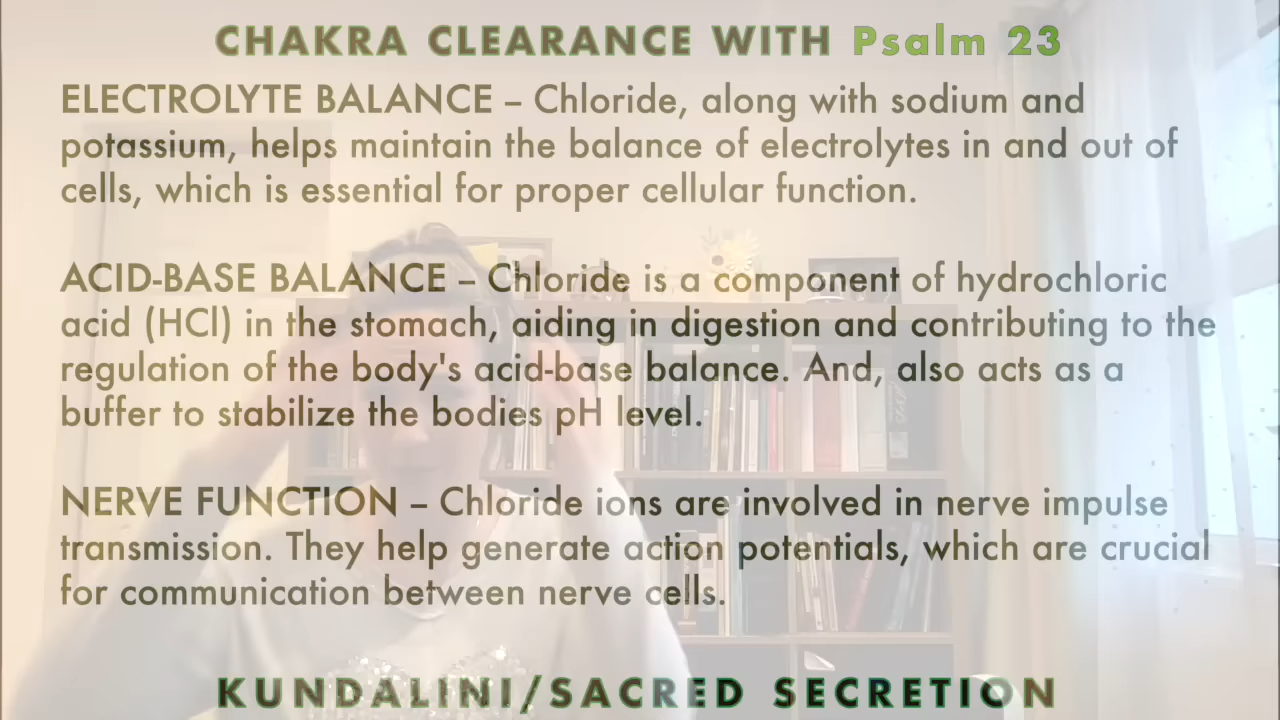 CHAKRA CLEARANCE WITH Psalm 23
ELECTROLYTE BALANCE – Chloride, along with sodium and
potassium, helps maintain the balance of electrolytes in and out of
cells, which is essential for proper cellular function.
ACID-BASE BALANCE – Chloride is a component of hydrochloric
acid (HCl) in the stomach, aiding in digestion and contributing to the
regulation of the body's acid-base balance. And, also acts as a
buffer to stabilize the bodies pH level.
NERVE FUNCTION – Chloride ions are involved in nerve impulse
transmission. They help generate action potentials, which are crucial
for communication between nerve cells.
KUNDALINI/SACRED SECRETION